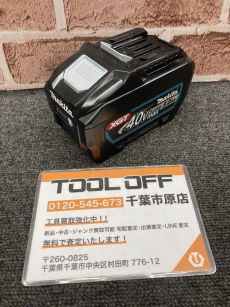 makita
XGT
40Vmax
TOOL OFF
0120-545-673 千葉市原店
工具買取強化中！！
新品・中古・ジャンク買取可能 宅配査定・出張査定・LINE査定
無料で査定いたします！
〒260-0825
千葉県千葉市中央区村田町 776-12